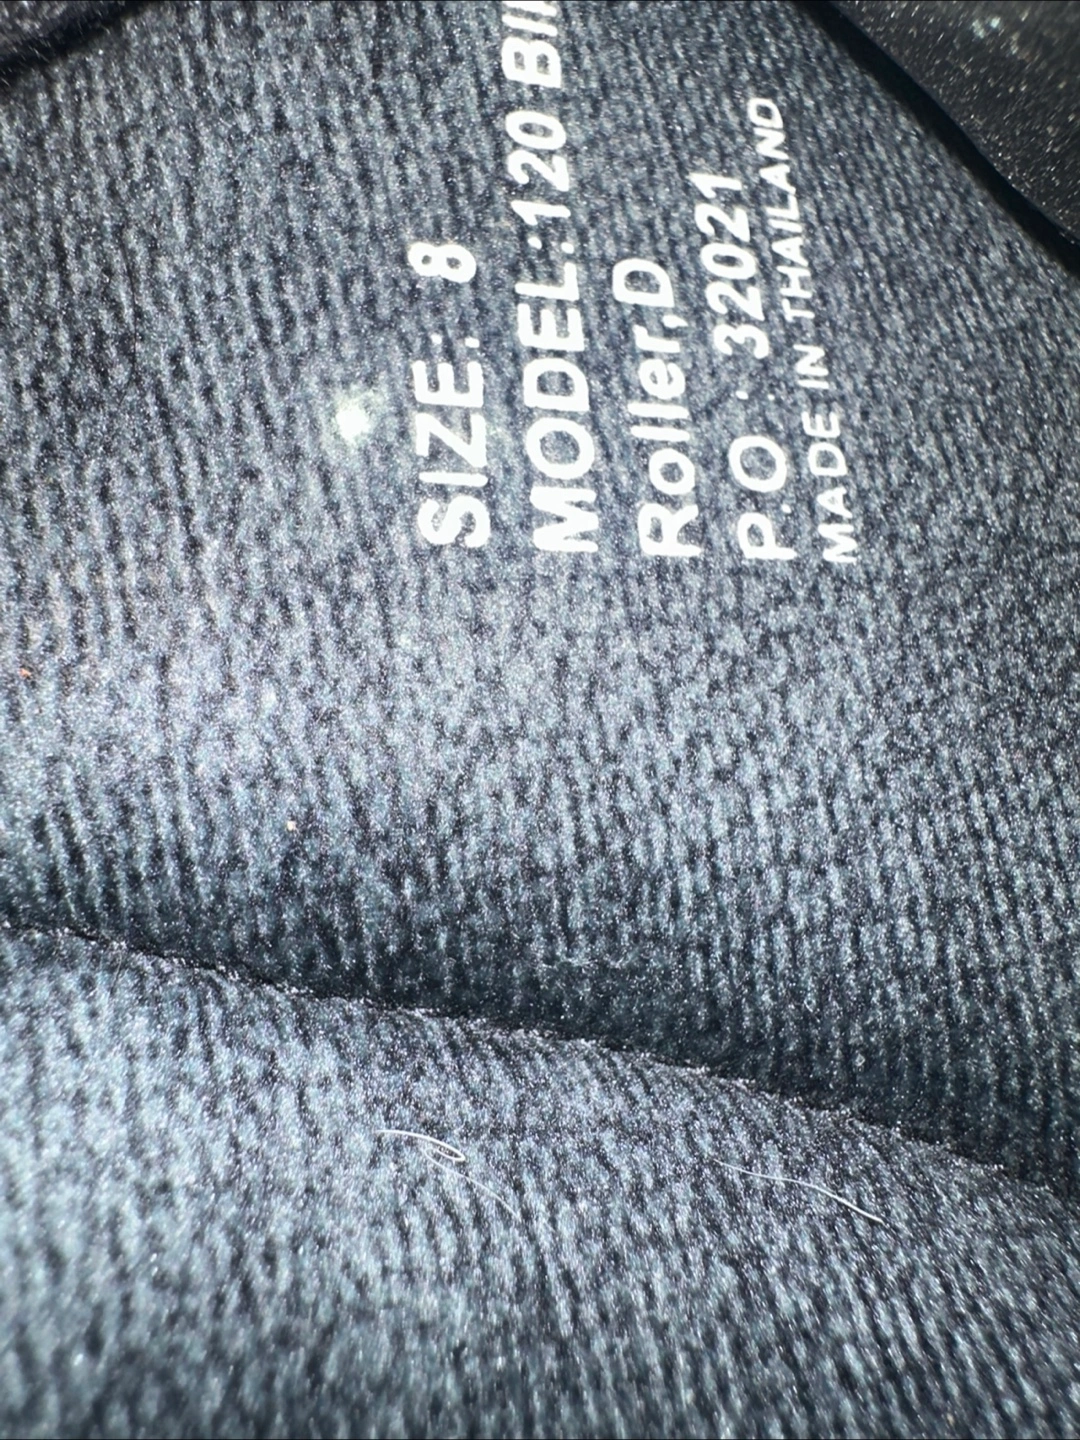 SIZE: 8
MODEL:120
Roller,D
P.O : 32021
MADE IN THAILAND